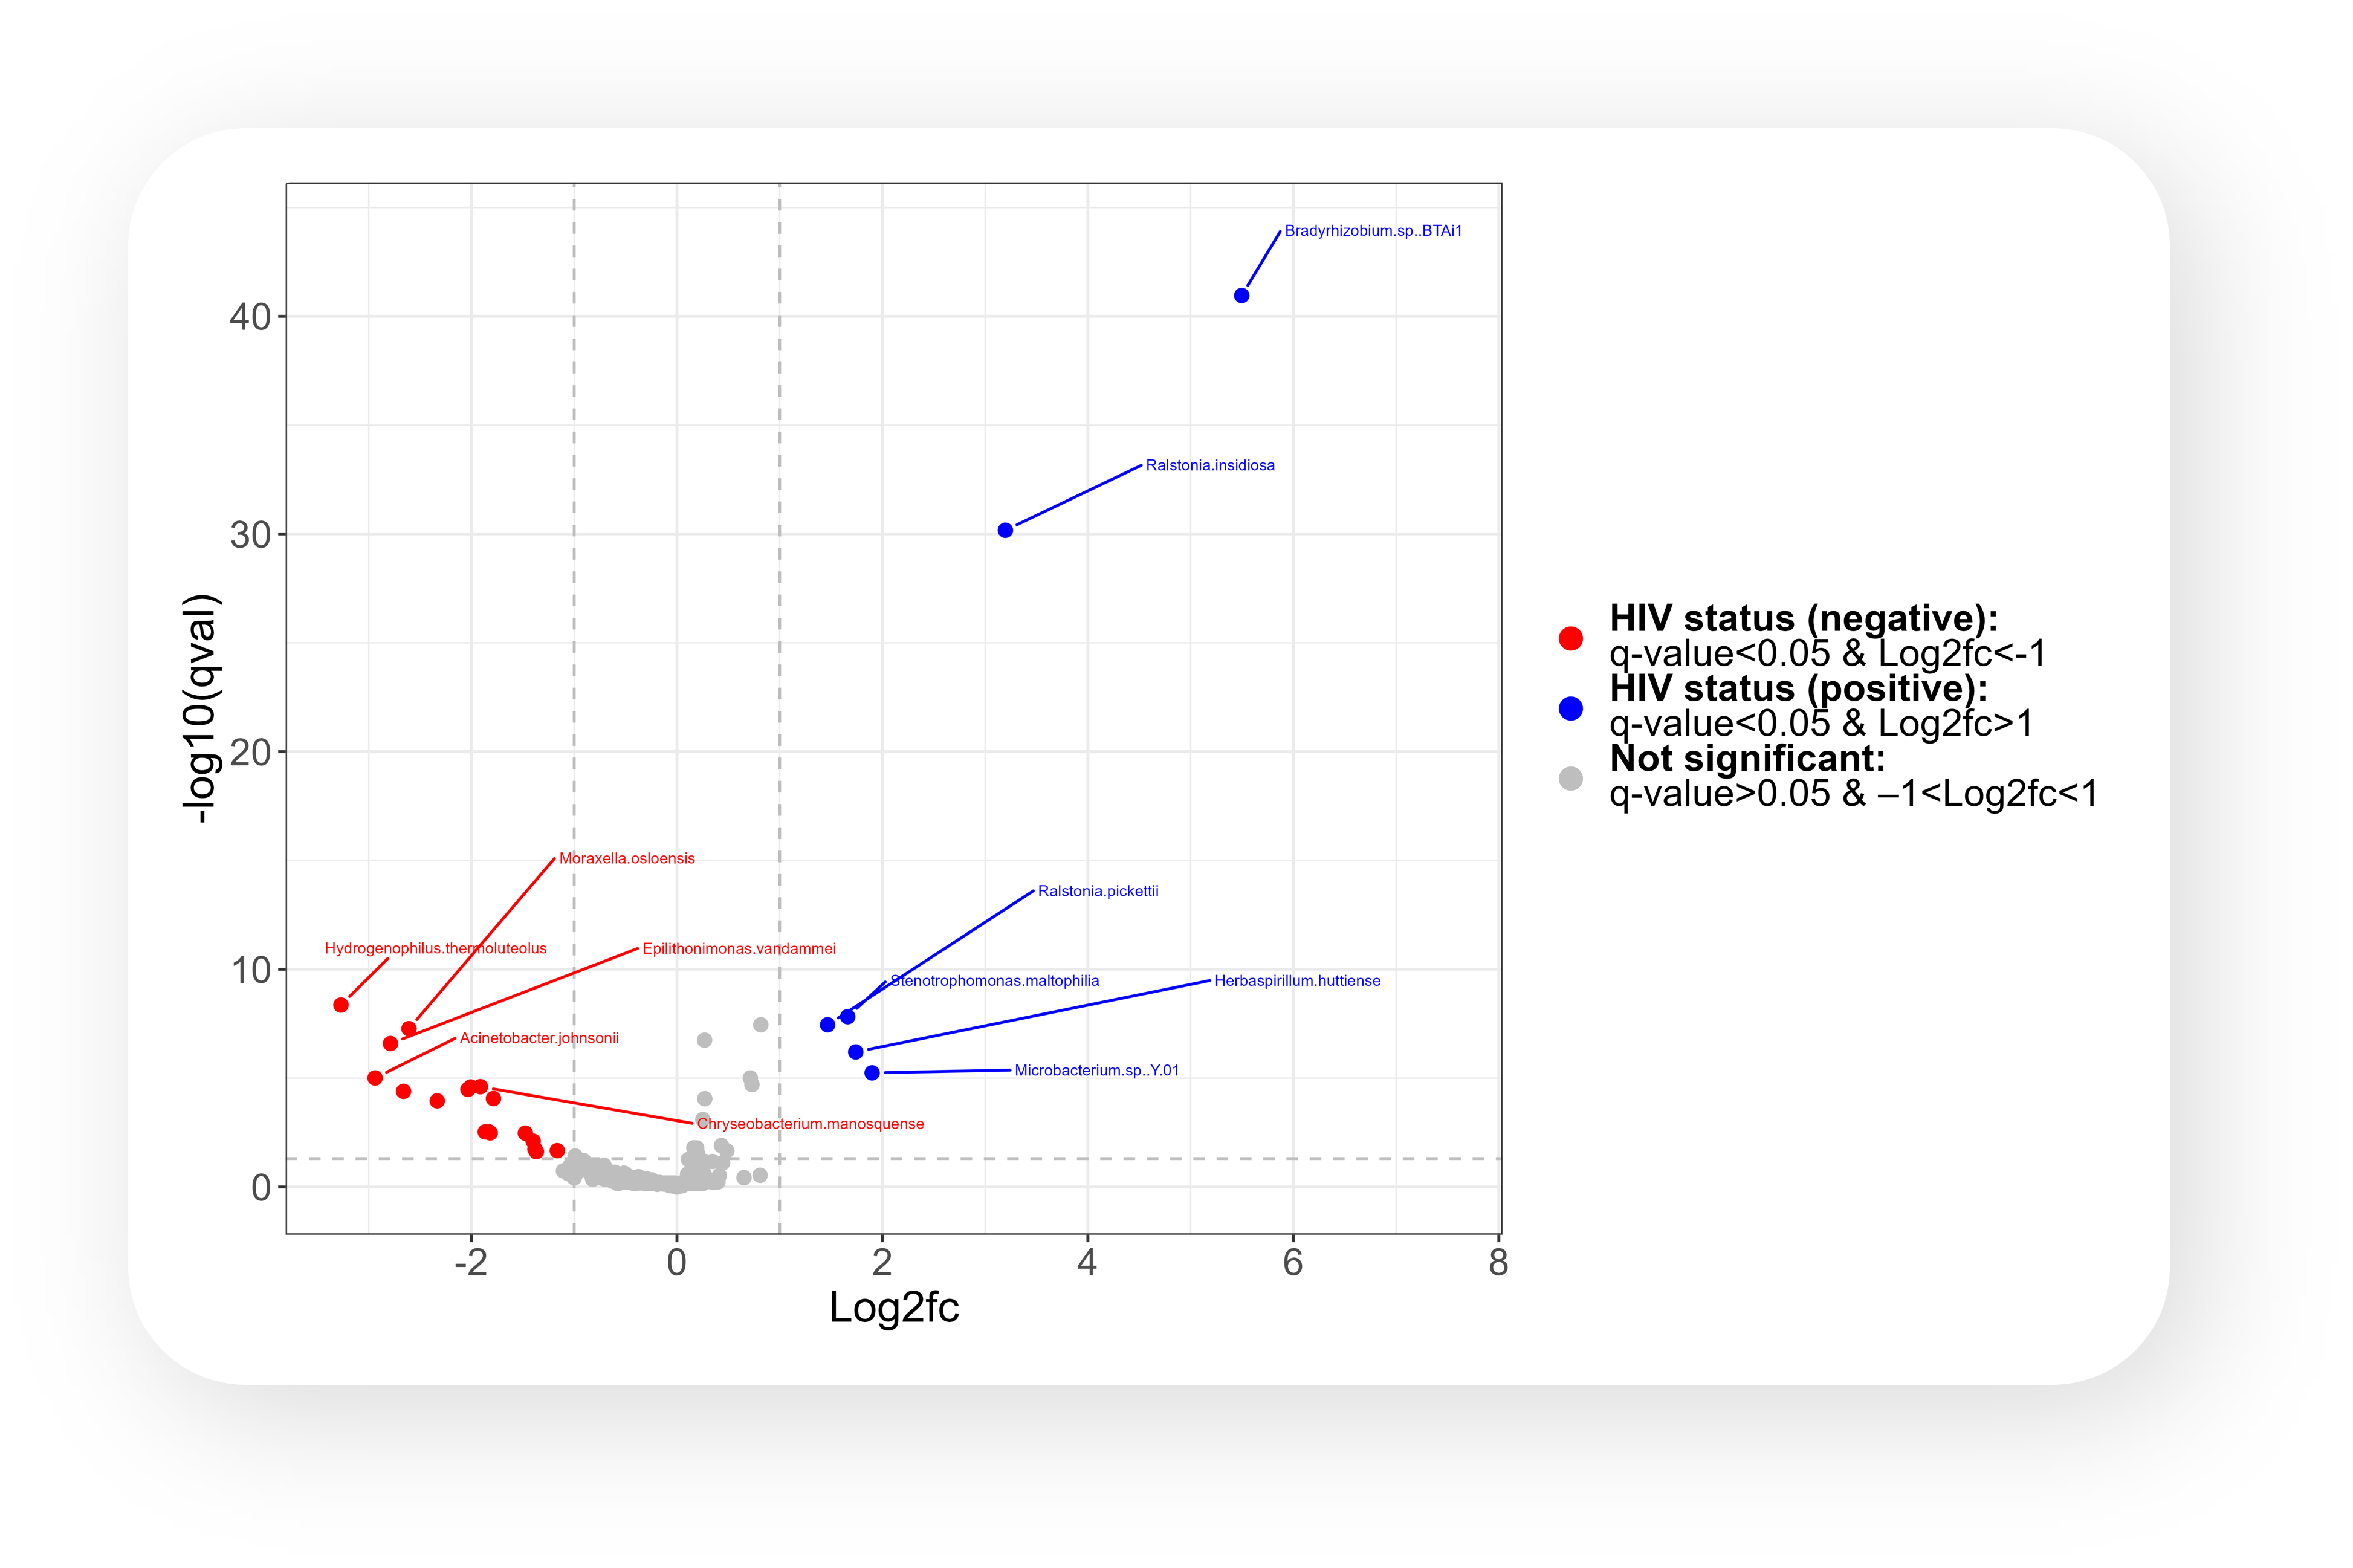 Bradyrhizobium.sp..BTAi1
40
Ralstonia.insidiosa
30
-log10(qval)
20
Moraxella.osloensis
Ralstonia.pickettii
Hydrogenophilus.thermoluteolus
Epilithonimonas.vandammei
10
Stenotrophomonas.maltophilia
Herbaspirillum.huttiense
Acinetobacter.johnsonii
Microbacterium.sp..Y.01
Chryseobacterium.manosquense
0
-2 0 2 4 6 8
Log2fc
HIV status (negative):
q-value<0.05 & Log2fc<-1
HIV status (positive):
q-value<0.05 & Log2fc>1
Not significant:
q-value>0.05 & –1<Log2fc<1